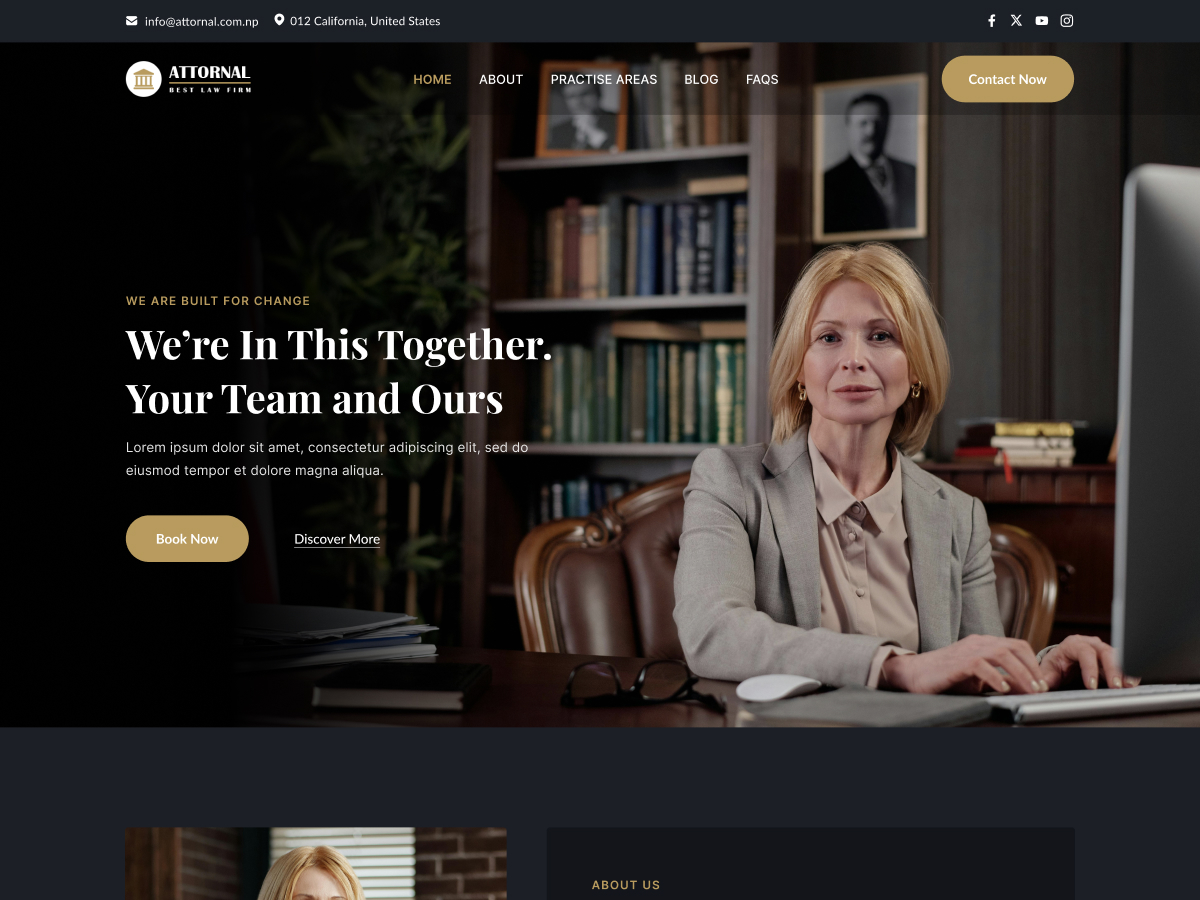 info@attornal.com.np 012 California, United States
ATTORNAL
BEST LAW FIRM
HOME ABOUT PRACTISE AREAS BLOG FAQS
Contact Now
WE ARE BUILT FOR CHANGE
We’re In This Together.
Your Team and Ours
Lorem ipsum dolor sit amet, consectetur adipiscing elit, sed do
eiusmod tempor et dolore magna aliqua.
Book Now Discover More
ABOUT US